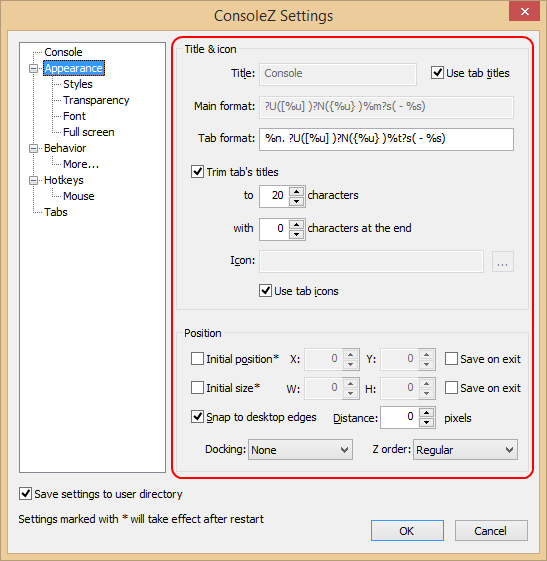 ConsoleZ Settings
Console
Appearance
Styles
Transparency
Font
Full screen
Behavior
More...
Hotkeys
Mouse
Tabs
Title & icon
Title: Console Use tab titles
Main format: ?U([%u] )?N({%u} )%m?s( - %s)
Tab format: %n. ?U([%u] )?N({%u} )%t?s( - %s)
Trim tab's titles
to 20 characters
with 0 characters at the end
Icon: ...
Use tab icons
Position
Initial position* X: 0 Y: 0 Save on exit
Initial size* W: 0 H: 0 Save on exit
Snap to desktop edges Distance: 0 pixels
Docking: None Z order: Regular
Save settings to user directory
Settings marked with * will take effect after restart
OK Cancel